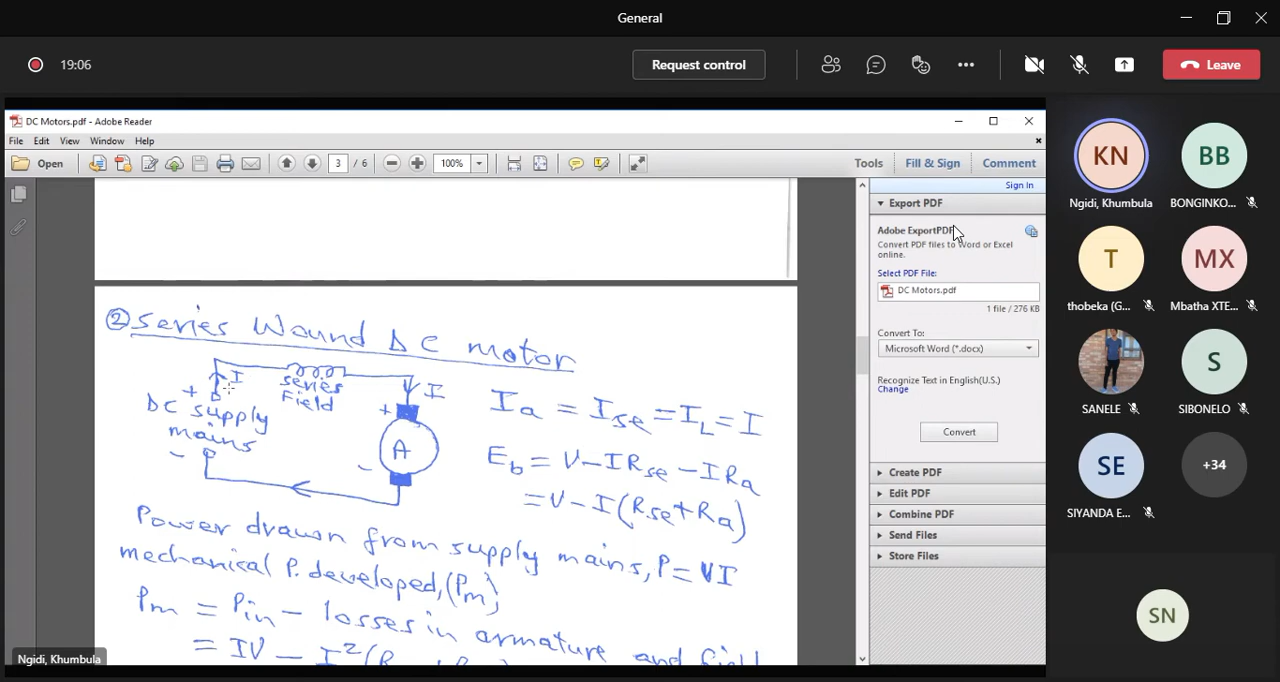 General
19:06
Request control
Leave
DC Motors.pdf - Adobe Reader
File Edit View Window Help
Open
3 / 6
100%
Tools Fill & Sign Comment
Sign In
Export PDF
Adobe ExportPDF
Convert PDF files to Word or Excel
online.
Select PDF File:
DC Motors.pdf
1 file / 276 KB
Convert To:
Microsoft Word (*.docx)
Recognize Text in English(U.S.)
Change
Convert
Create PDF
Edit PDF
Combine PDF
Send Files
Store Files
② Series Wound DC motor
I
series
Field
I
+
DC supply
mains
-
+
A
-
Ia = Ise = IL = I
Eb = V - IRse - IRa
= V - I(Rse + Ra)
Power drawn from supply mains, P = VI
mechanical P. developed, (Pm)
Pm = Pin - losses in armature and field
= IV - I²(R
Ngidi, Khumbula
KN
Ngidi, Khumbula
BB
BONGINKO...
T
thobeka (G...
MX
Mbatha XTE...
SANELE
S
SIBONELO
SE
SIYANDA E...
+34
SN